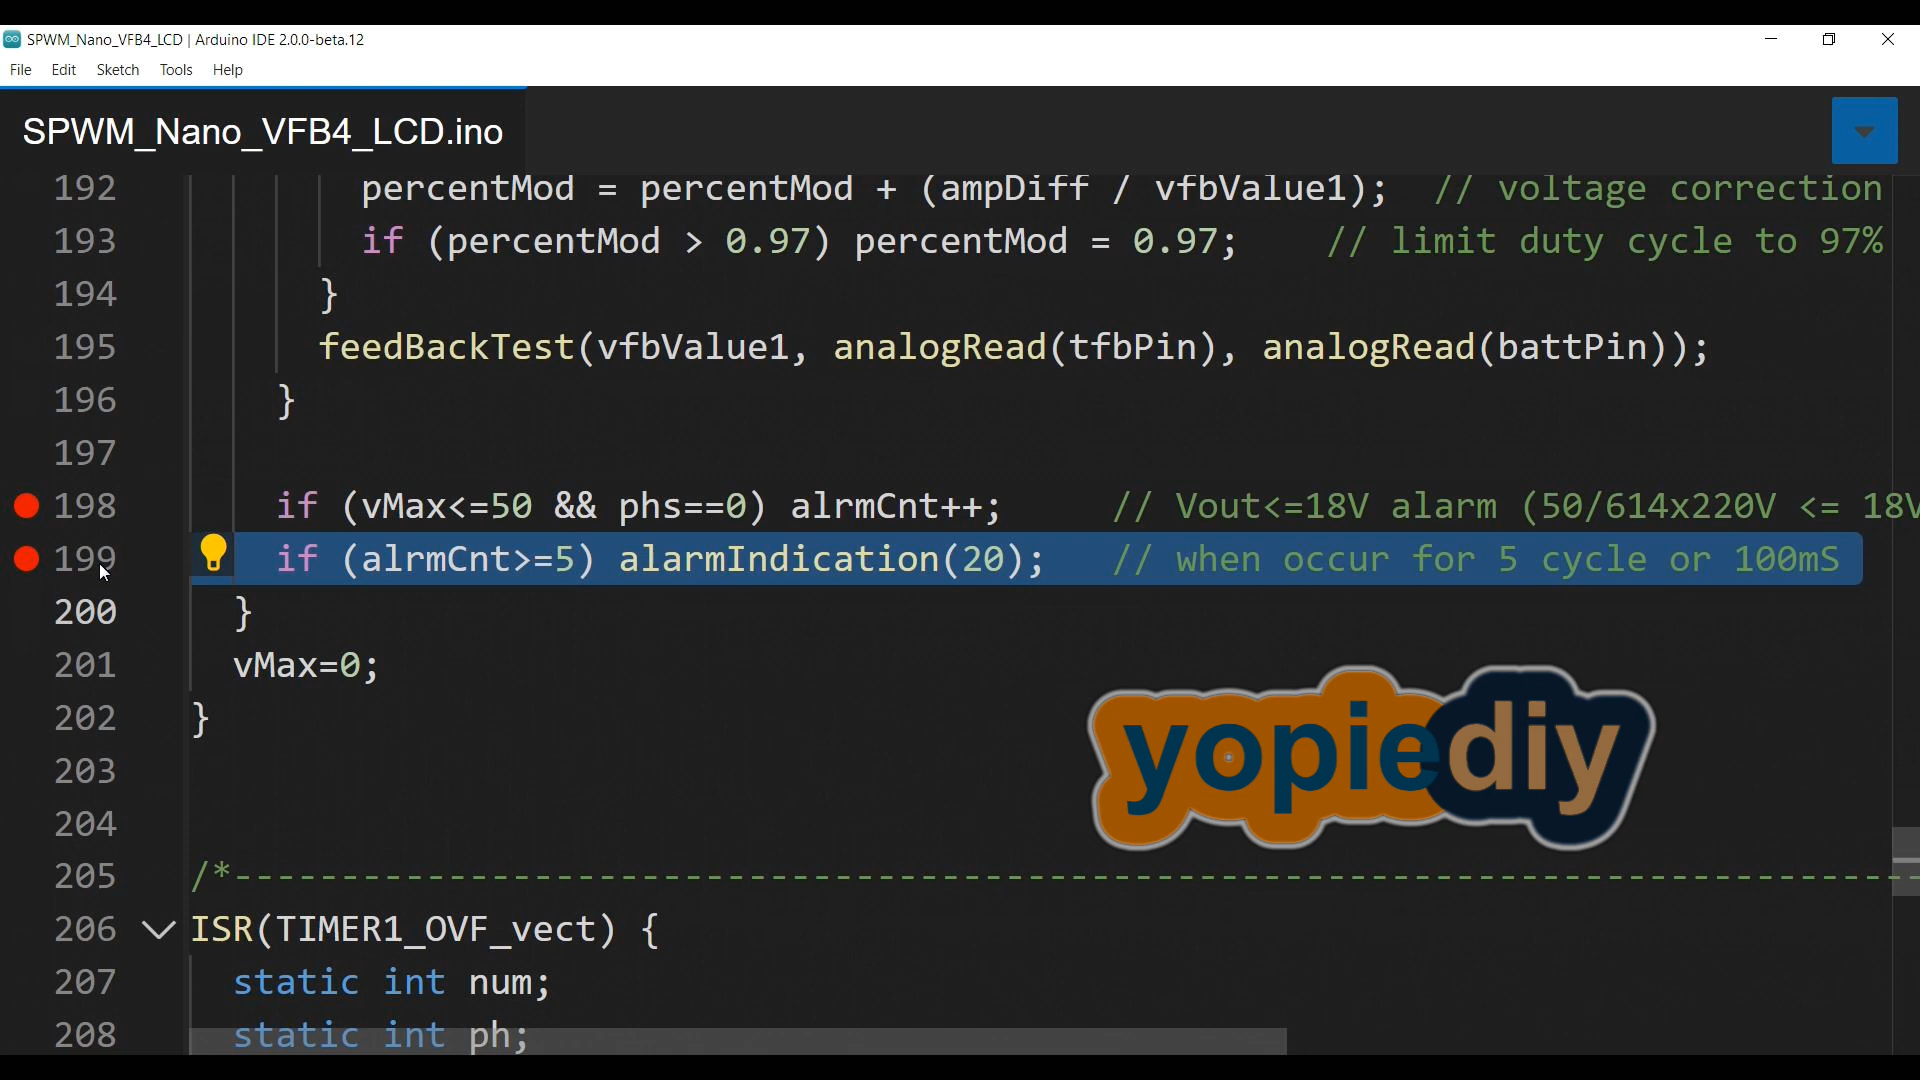 SPWM_Nano_VFB4_LCD | Arduino IDE 2.0.0-beta.12
File Edit Sketch Tools Help
SPWM_Nano_VFB4_LCD.ino
192 percentMod = percentMod + (ampDiff / vfbValue1); // voltage correction
193 if (percentMod > 0.97) percentMod = 0.97; // limit duty cycle to 97%
194 }
195 feedBackTest(vfbValue1, analogRead(tfbPin), analogRead(battPin));
196 }
197
198 if (vMax<=50 && phs==0) alrmCnt++; // Vout<=18V alarm (50/614x220V <= 18V
199 if (alrmCnt>=5) alarmIndication(20); // when occur for 5 cycle or 100mS
200 }
201 vMax=0;
202 }
203
204
205 /*------------------------------------------------------------------------------
206 ISR(TIMER1_OVF_vect) {
207 static int num;
208 static int ph;
yopiediy